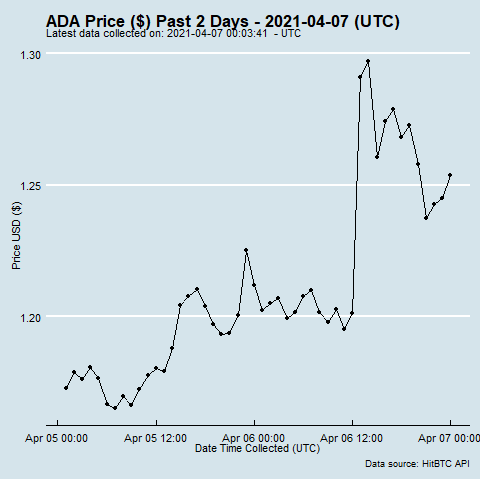 ADA Price ($) Past 2 Days - 2021-04-07 (UTC)
Latest data collected on: 2021-04-07 00:03:41 - UTC
1.30
1.25
1.20
Price USD ($)
Apr 05 00:00 Apr 05 12:00 Apr 06 00:00 Apr 06 12:00 Apr 07 00:00
Date Time Collected (UTC)
Data source: HitBTC API